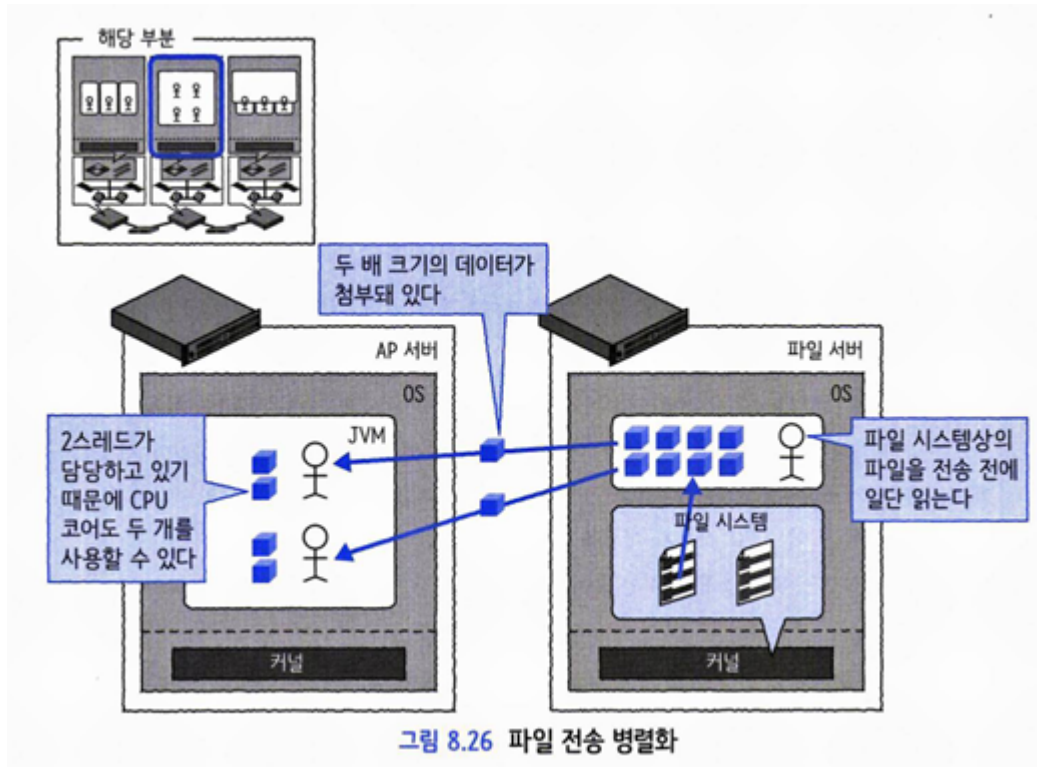 해당 부분
두 배 크기의 데이터가
첨부돼 있다
AP 서버
파일 서버
OS
OS
2스레드가
담당하고 있기
때문에 CPU
코어도 두 개를
사용할 수 있다
JVM
파일 시스템상의
파일을 전송 전에
일단 읽는다
파일 시스템
커널
커널
그림 8.26 파일 전송 병렬화